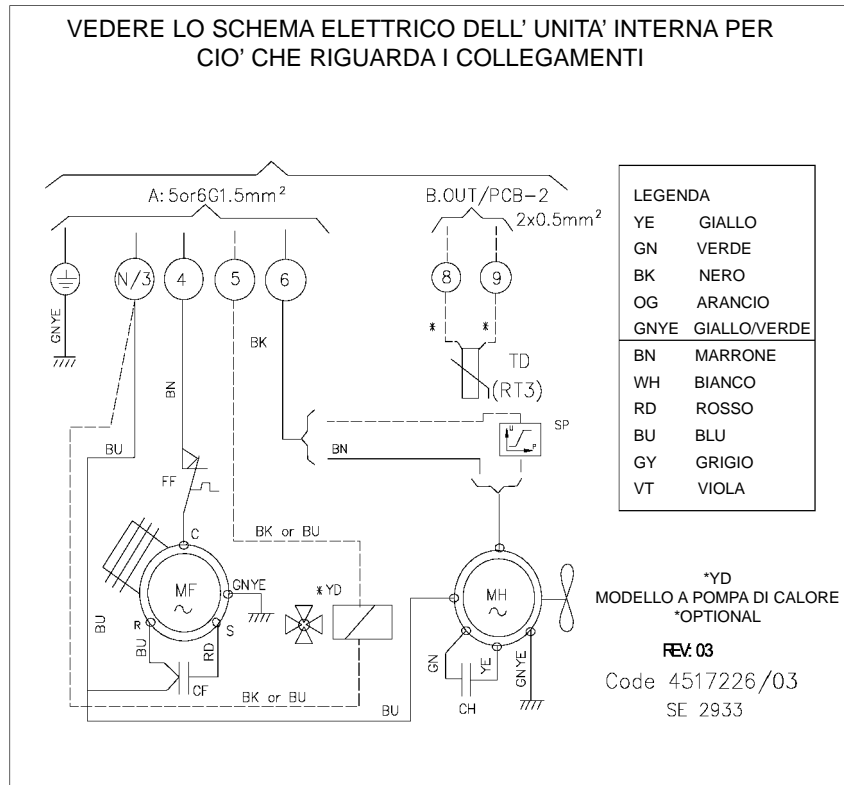 VEDERE LO SCHEMA ELETTRICO DELL' UNITA' INTERNA PER
CIO' CHE RIGUARDA I COLLEGAMENTI
A: 5or6G1.5mm²
B.OUT/PCB-2
2x0.5mm²
N/3
4
5
6
8
9
GNYE
BK
*
*
TD
(RT3)
BN
BU
SP
U
P
BN
FF
C
BK or BU
MF
~
GNYE
*YD
MH
~
R
S
BU
BU
RD
CF
BK or BU
BU
GN
YE
GNYE
CH
LEGENDA
YE GIALLO
GN VERDE
BK NERO
OG ARANCIO
GNYE GIALLO/VERDE
BN MARRONE
WH BIANCO
RD ROSSO
BU BLU
GY GRIGIO
VT VIOLA
*YD
MODELLO A POMPA DI CALORE
*OPTIONAL
REV: 03
Code 4517226/03
SE 2933